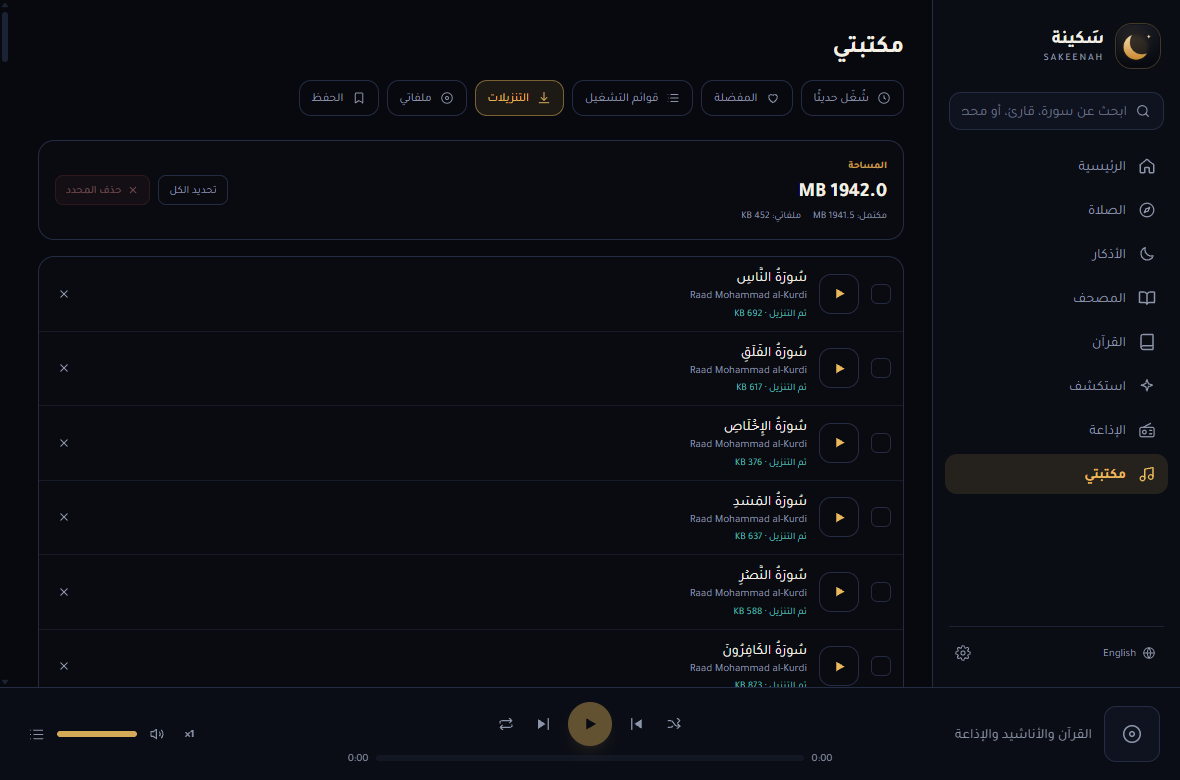 سَكينة
SAKEENAH
ابحث عن سورة، قارئ، أو محد
الرئيسية
الصلاة
الأذكار
المصحف
القرآن
استكشف
الإذاعة
مكتبتي
English
مكتبتي
شُغّل حديثًا
المفضلة
قوائم التشغيل
التنزيلات
ملفاتي
الحفظ
المساحة
1942.0 MB
مكتمل: 1941.5 MB ملفاتي: 452 KB
تحديد الكل
حذف المحدد
سُورَةُ النَّاسِ
Raad Mohammad al-Kurdi
تم التنزيل · 692 KB
سُورَةُ الفَلَقِ
Raad Mohammad al-Kurdi
تم التنزيل · 617 KB
سُورَةُ الإِخْلَاصِ
Raad Mohammad al-Kurdi
تم التنزيل · 376 KB
سُورَةُ المَسَدِ
Raad Mohammad al-Kurdi
تم التنزيل · 637 KB
سُورَةُ النَّصْرِ
Raad Mohammad al-Kurdi
تم التنزيل · 588 KB
سُورَةُ الكَافِرُونَ
Raad Mohammad al-Kurdi
تم التنزيل · 873 KB
القرآن والأناشيد والإذاعة
0:00
0:00
x1